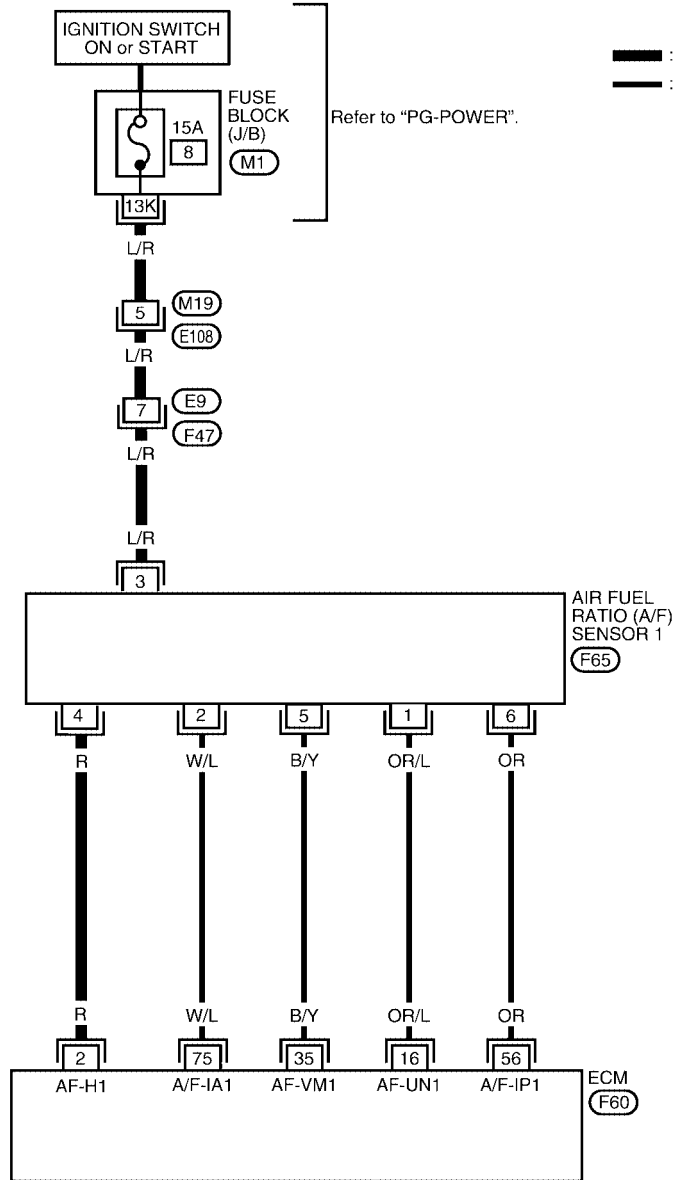 IGNITION SWITCH
ON or START
FUSE
BLOCK
(J/B)
15A
8
M1
Refer to “PG-POWER”.
:
:
13K
L/R
5
M19
E108
L/R
7
E9
F47
L/R
L/R
3
AIR FUEL
RATIO (A/F)
SENSOR 1
F65
4 2 5 1 6
R W/L B/Y OR/L OR
R W/L B/Y OR/L OR
2 75 35 16 56
AF-H1 A/F-IA1 AF-VM1 AF-UN1 A/F-IP1
ECM
F60